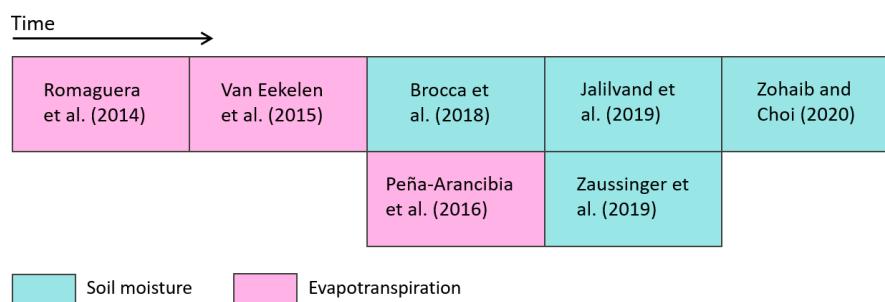 Time
Romaguera
et al. (2014)
Van Eekelen
et al. (2015)
Brocca et
al. (2018)
Jalilvand et
al. (2019)
Zohaib and
Choi (2020)
Peña-Arancibia
et al. (2016)
Zaussinger et
al. (2019)
Soil moisture
Evapotranspiration